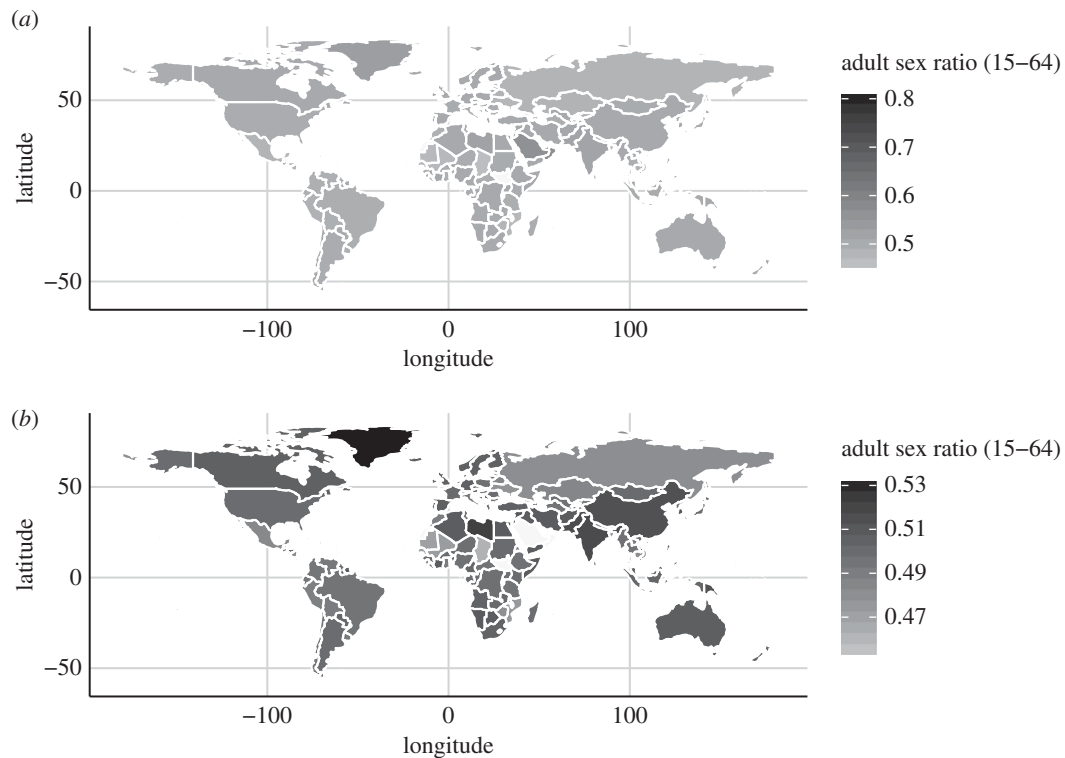 (a)
adult sex ratio (15–64)
0.8
0.7
0.6
0.5
50
0
−50
latitude
−100 0 100
longitude
(b)
adult sex ratio (15–64)
0.53
0.51
0.49
0.47
50
0
−50
latitude
−100 0 100
longitude